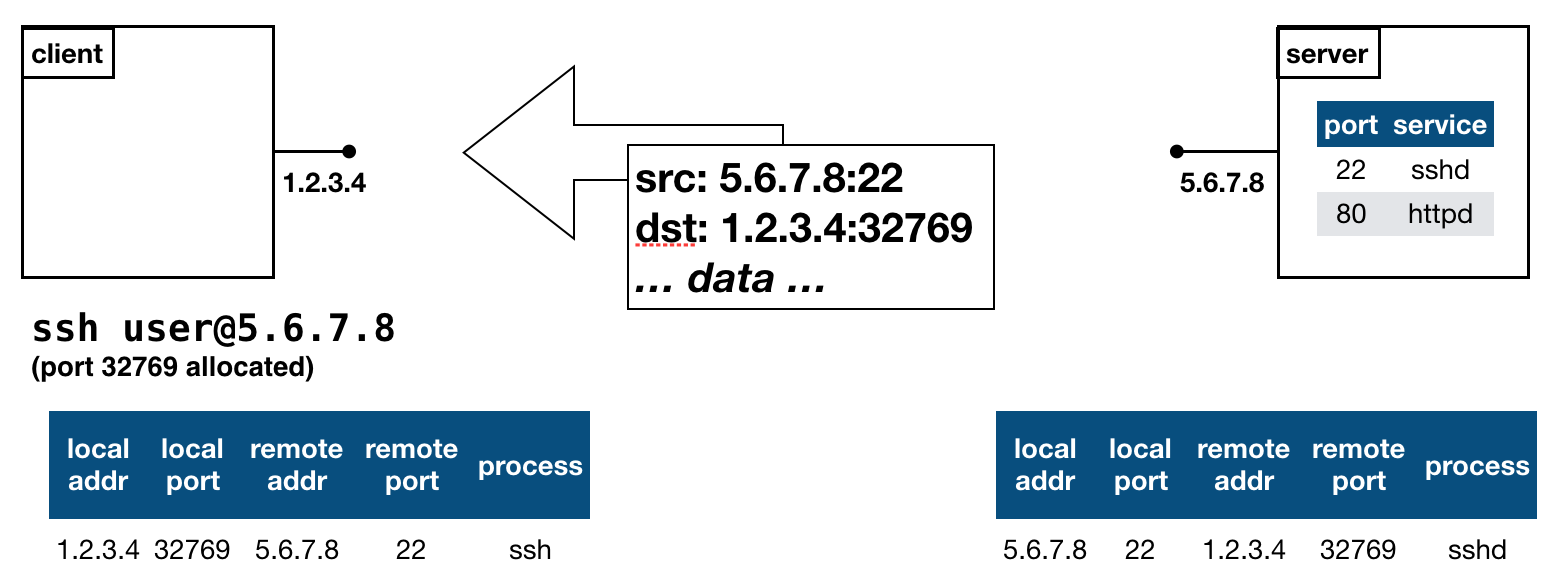 client
1.2.3.4
src: 5.6.7.8:22
dst: 1.2.3.4:32769
... data ...
server
port service
22 sshd
80 httpd
5.6.7.8
ssh user@5.6.7.8
(port 32769 allocated)
local addr local port remote addr remote port process
1.2.3.4 32769 5.6.7.8 22 ssh
local addr local port remote addr remote port process
5.6.7.8 22 1.2.3.4 32769 sshd